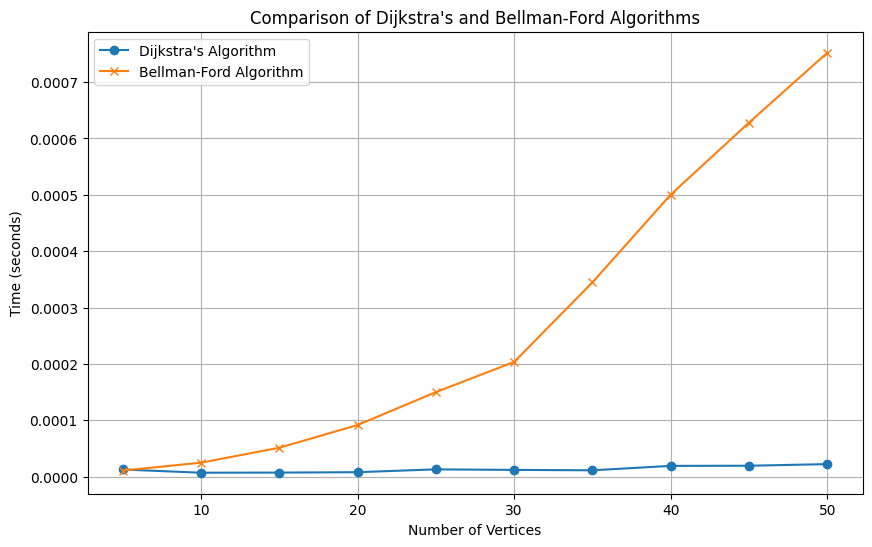 Comparison of Dijkstra's and Bellman-Ford Algorithms
Dijkstra's Algorithm
Bellman-Ford Algorithm
0.0007
0.0006
0.0005
0.0004
0.0003
0.0002
0.0001
0.0000
Time (seconds)
10
20
30
40
50
Number of Vertices